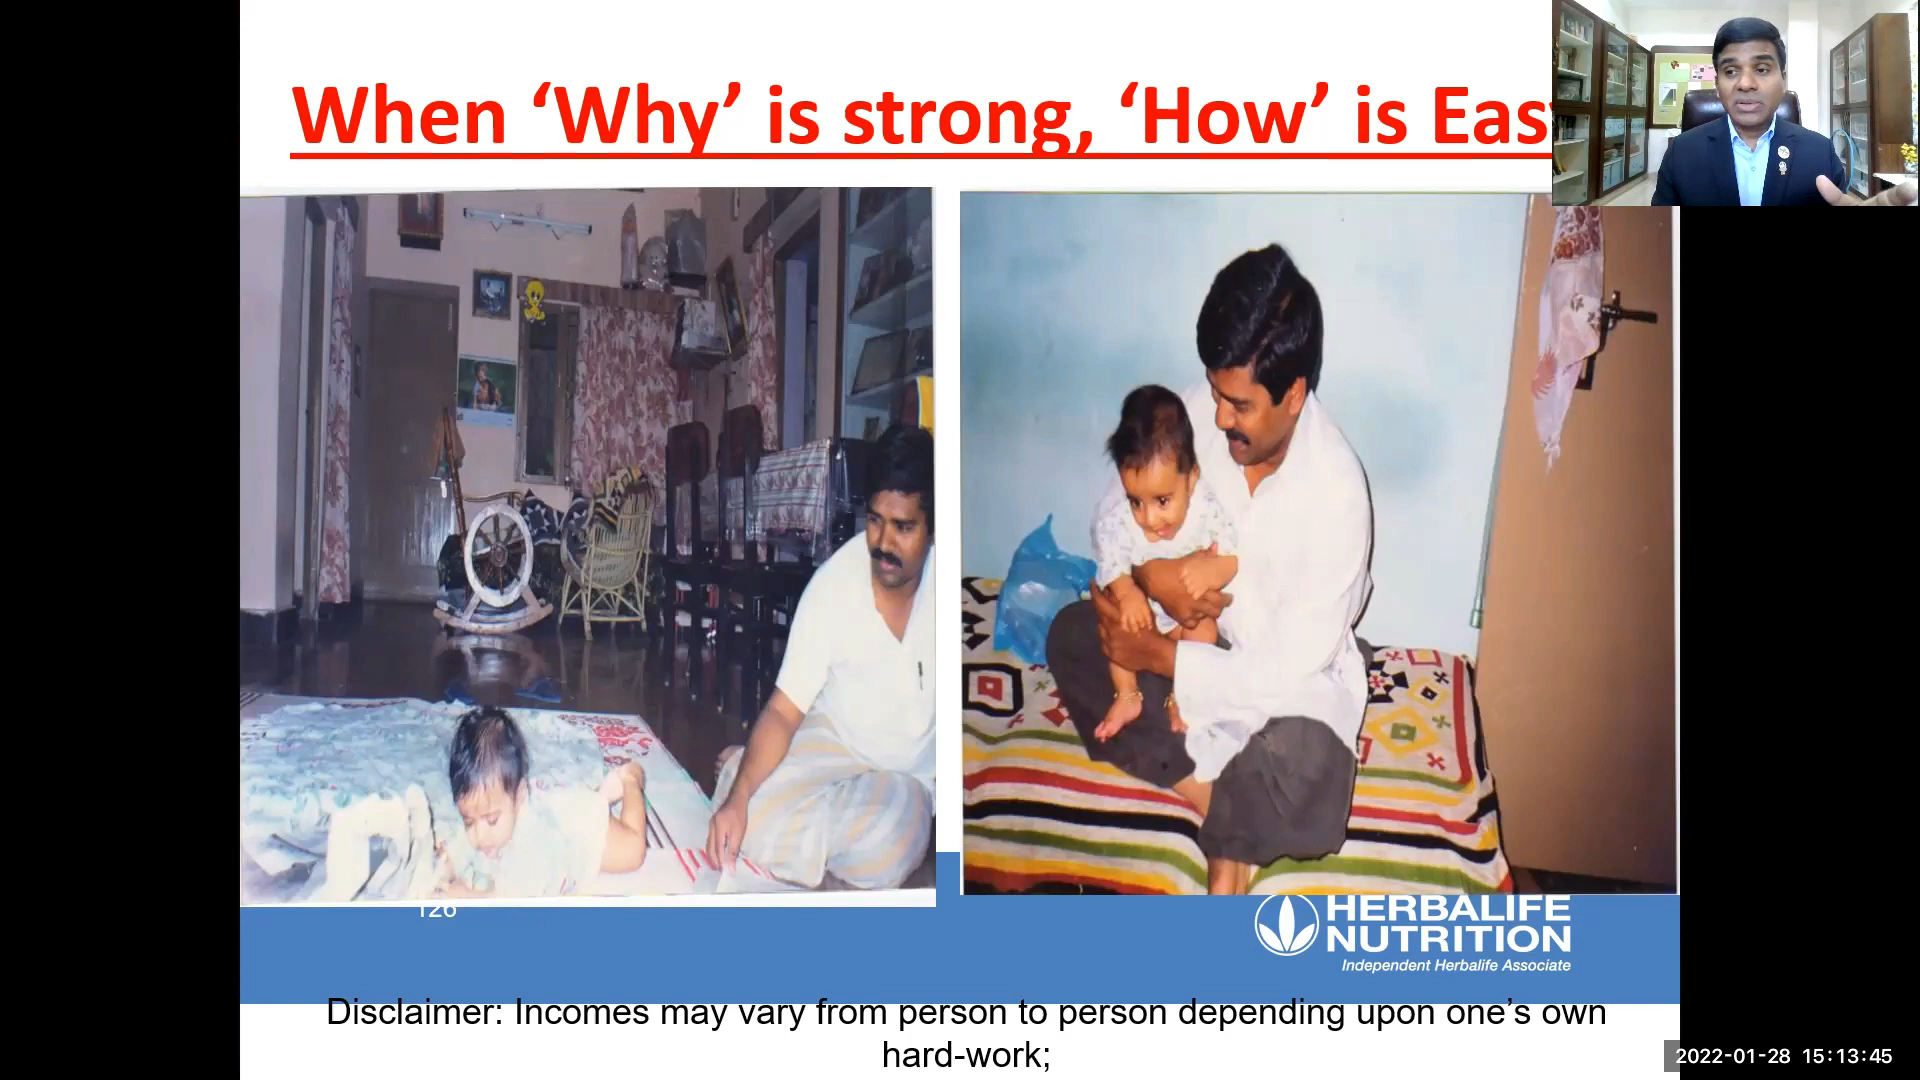 When ‘Why’ is strong, ‘How’ is Eas
126
HERBALIFE
NUTRITION
Independent Herbalife Associate
Disclaimer: Incomes may vary from person to person depending upon one’s own
hard-work;
2022-01-28 15:13:45